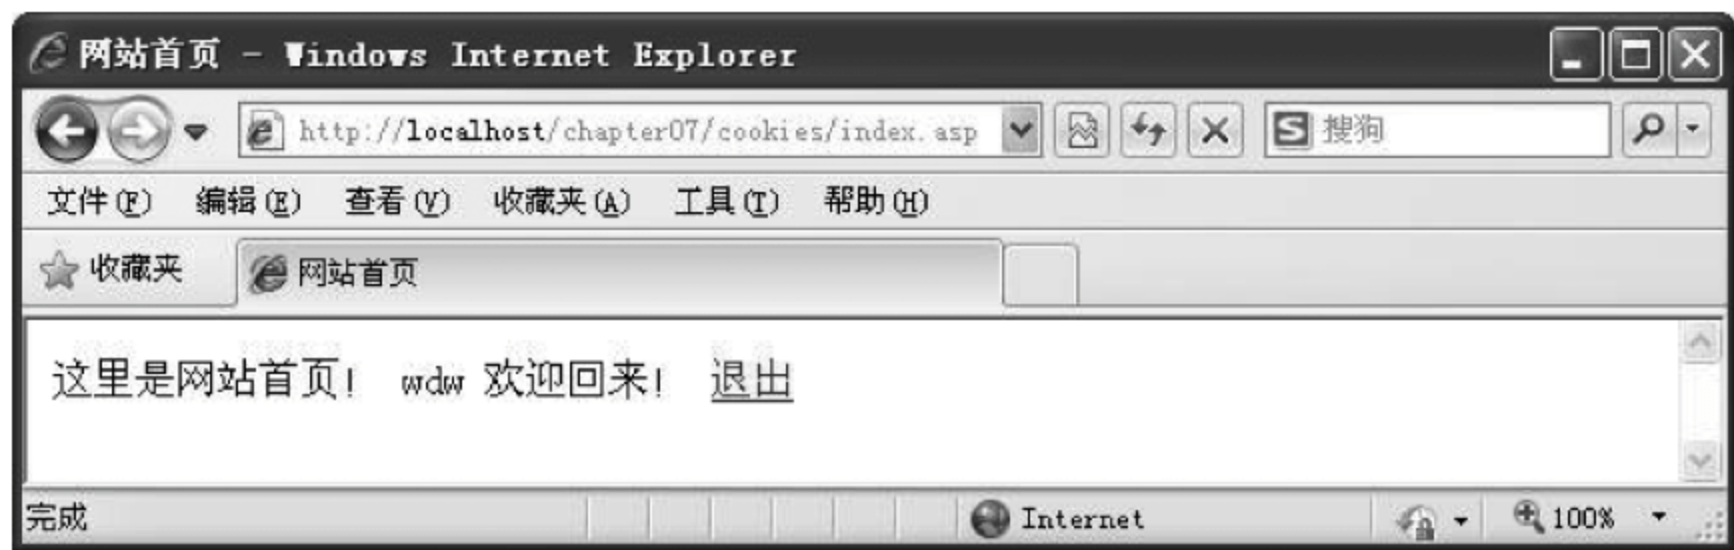 网站首页 - Windows Internet Explorer
http://localhost/chapter07/cookies/index.asp
搜狗
文件(F) 编辑(E) 查看(V) 收藏夹(A) 工具(T) 帮助(H)
收藏夹 网站首页
这里是网站首页! wdw 欢迎回来! 退出
完成 Internet 100%